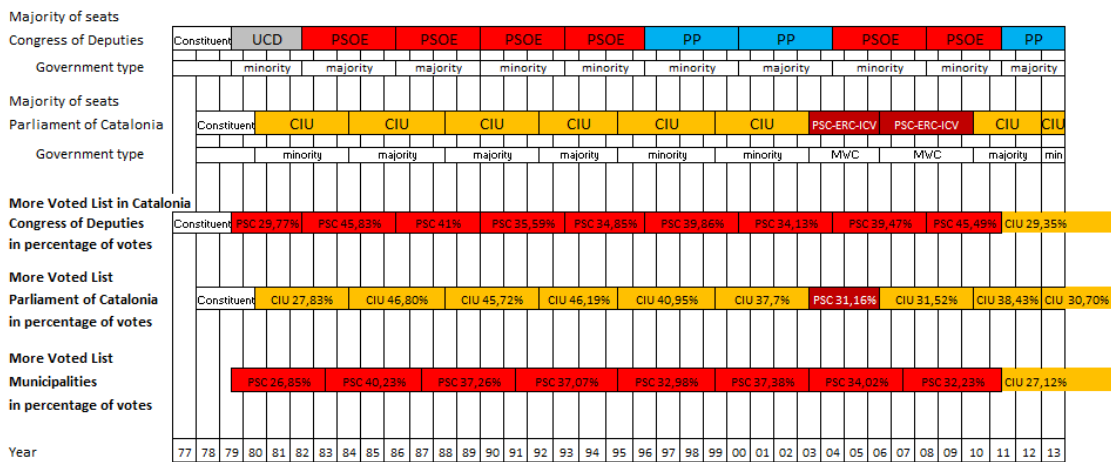 Majority of seats
Congress of Deputies Constituent UCD PSOE PSOE PSOE PSOE PP PP PSOE PSOE PP
Government type minority majority majority minority minority minority majority minority minority majority
Majority of seats
Parliament of Catalonia Constituent CIU CIU CIU CIU CIU CIU PSC-ERC-ICV PSC-ERC-ICV CIU CIU
Government type minority majority majority majority minority minority MWC MWC majority min
More Voted List in Catalonia
Congress of Deputies Constituent PSC 29,77% PSC 45,83% PSC 41% PSC 35,59% PSC 34,85% PSC 39,86% PSC 34,13% PSC 39,47% PSC 45,49% CIU 29,35%
in percentage of votes
More Voted List
Parliament of Catalonia Constituent CIU 27,83% CIU 46,80% CIU 45,72% CIU 46,19% CIU 40,95% CIU 37,7% PSC 31,16% CIU 31,52% CIU 38,43% CIU 30,70%
in percentage of votes
More Voted List
Municipalities PSC 26,85% PSC 40,23% PSC 37,26% PSC 37,07% PSC 32,98% PSC 37,38% PSC 34,02% PSC 32,23% CIU 27,12%
in percentage of votes
Year 77 78 79 80 81 82 83 84 85 86 87 88 89 90 91 92 93 94 95 96 97 98 99 00 01 02 03 04 05 06 07 08 09 10 11 12 13